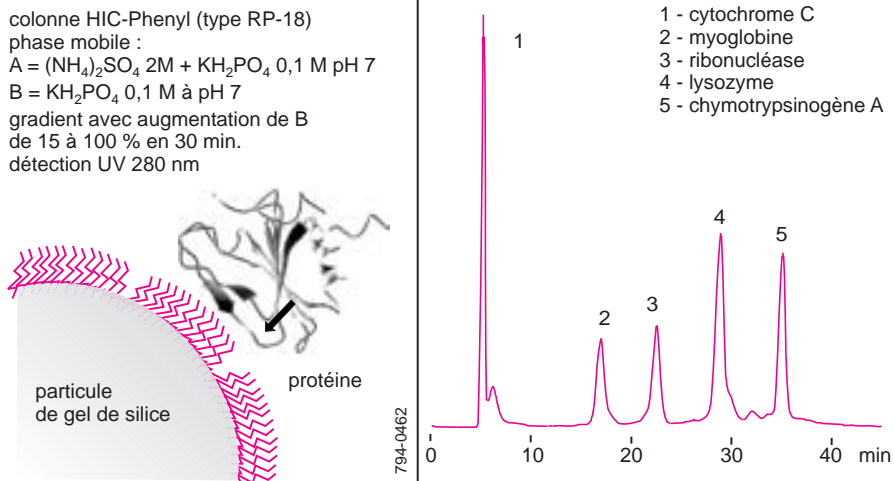 colonne HIC-Phenyl (type RP-18)
phase mobile :
A = (NH₄)₂SO₄ 2M + KH₂PO₄ 0,1 M pH 7
B = KH₂PO₄ 0,1 M à pH 7
gradient avec augmentation de B
de 15 à 100 % en 30 min.
détection UV 280 nm
particule
de gel de silice
protéine
794-0462
1 - cytochrome C
2 - myoglobine
3 - ribonucléase
4 - lysozyme
5 - chymotrypsinogène A
1
2
3
4
5
0 10 20 30 40 min